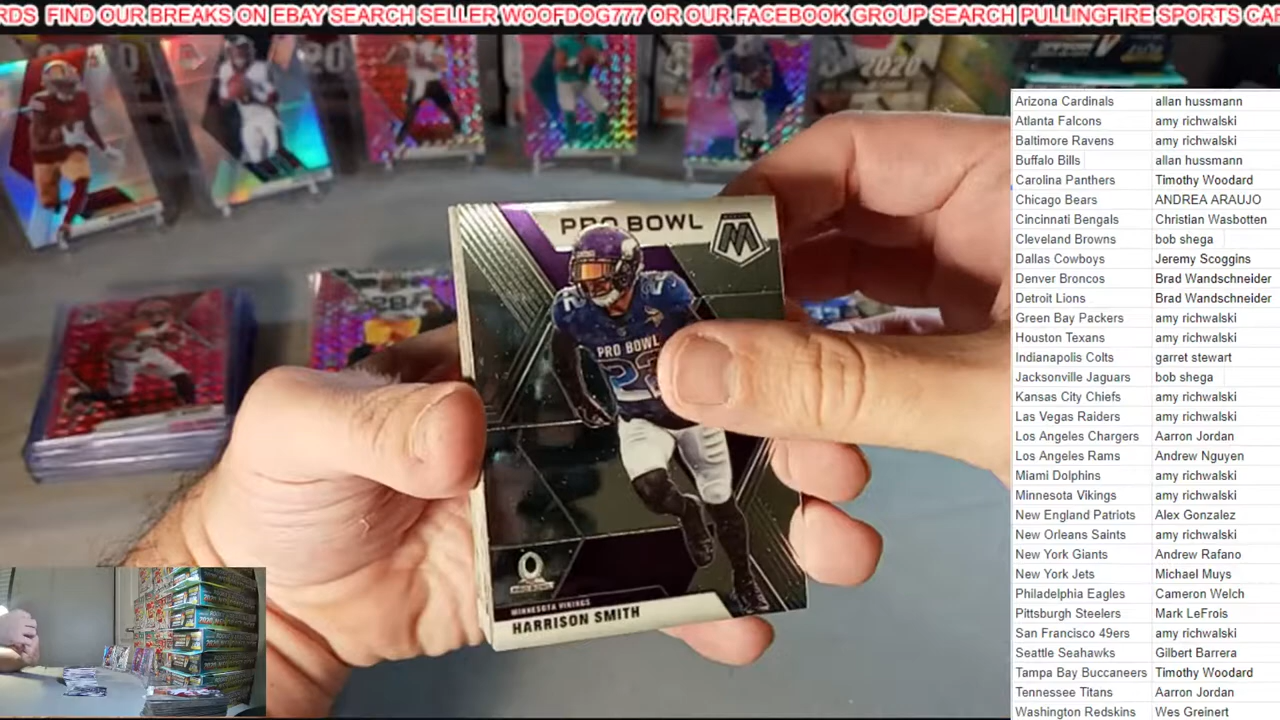 RDS FIND OUR BREAKS ON EBAY SEARCH SELLER WOOFDOG777 OR OUR FACEBOOK GROUP SEARCH PULLINGFIRE SPORTS CAR
2020
PRO BOWL
M
PRO BOWL
22
PRO BOWL
MINNESOTA VIKINGS
HARRISON SMITH
Arizona Cardinals allan hussmann
Atlanta Falcons amy richwalski
Baltimore Ravens amy richwalski
Buffalo Bills allan hussmann
Carolina Panthers Timothy Woodard
Chicago Bears ANDREA ARAUJO
Cincinnati Bengals Christian Wasbotten
Cleveland Browns bob shega
Dallas Cowboys Jeremy Scoggins
Denver Broncos Brad Wandschneider
Detroit Lions Brad Wandschneider
Green Bay Packers amy richwalski
Houston Texans amy richwalski
Indianapolis Colts garret stewart
Jacksonville Jaguars bob shega
Kansas City Chiefs amy richwalski
Las Vegas Raiders amy richwalski
Los Angeles Chargers Aarron Jordan
Los Angeles Rams Andrew Nguyen
Miami Dolphins amy richwalski
Minnesota Vikings amy richwalski
New England Patriots Alex Gonzalez
New Orleans Saints amy richwalski
New York Giants Andrew Rafano
New York Jets Michael Muys
Philadelphia Eagles Cameron Welch
Pittsburgh Steelers Mark LeFrois
San Francisco 49ers amy richwalski
Seattle Seahawks Gilbert Barrera
Tampa Bay Buccaneers Timothy Woodard
Tennessee Titans Aarron Jordan
Washington Redskins Wes Greinert